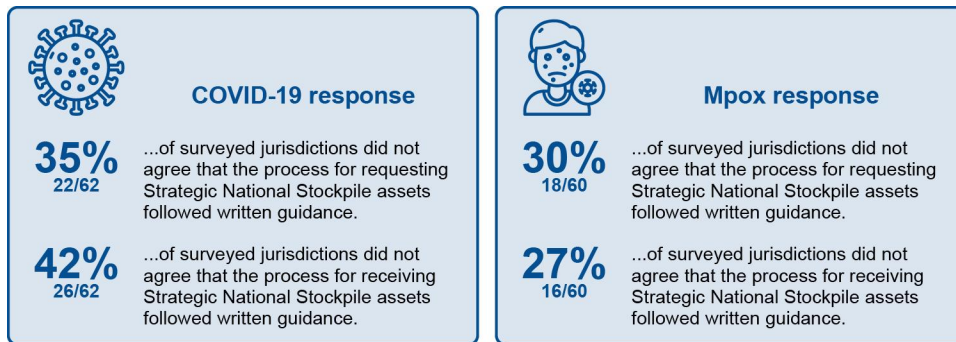 COVID-19 response
35%
22/62
...of surveyed jurisdictions did not
agree that the process for requesting
Strategic National Stockpile assets
followed written guidance.
42%
26/62
...of surveyed jurisdictions did not
agree that the process for receiving
Strategic National Stockpile assets
followed written guidance.
Mpox response
30%
18/60
...of surveyed jurisdictions did not
agree that the process for requesting
Strategic National Stockpile assets
followed written guidance.
27%
16/60
...of surveyed jurisdictions did not
agree that the process for receiving
Strategic National Stockpile assets
followed written guidance.